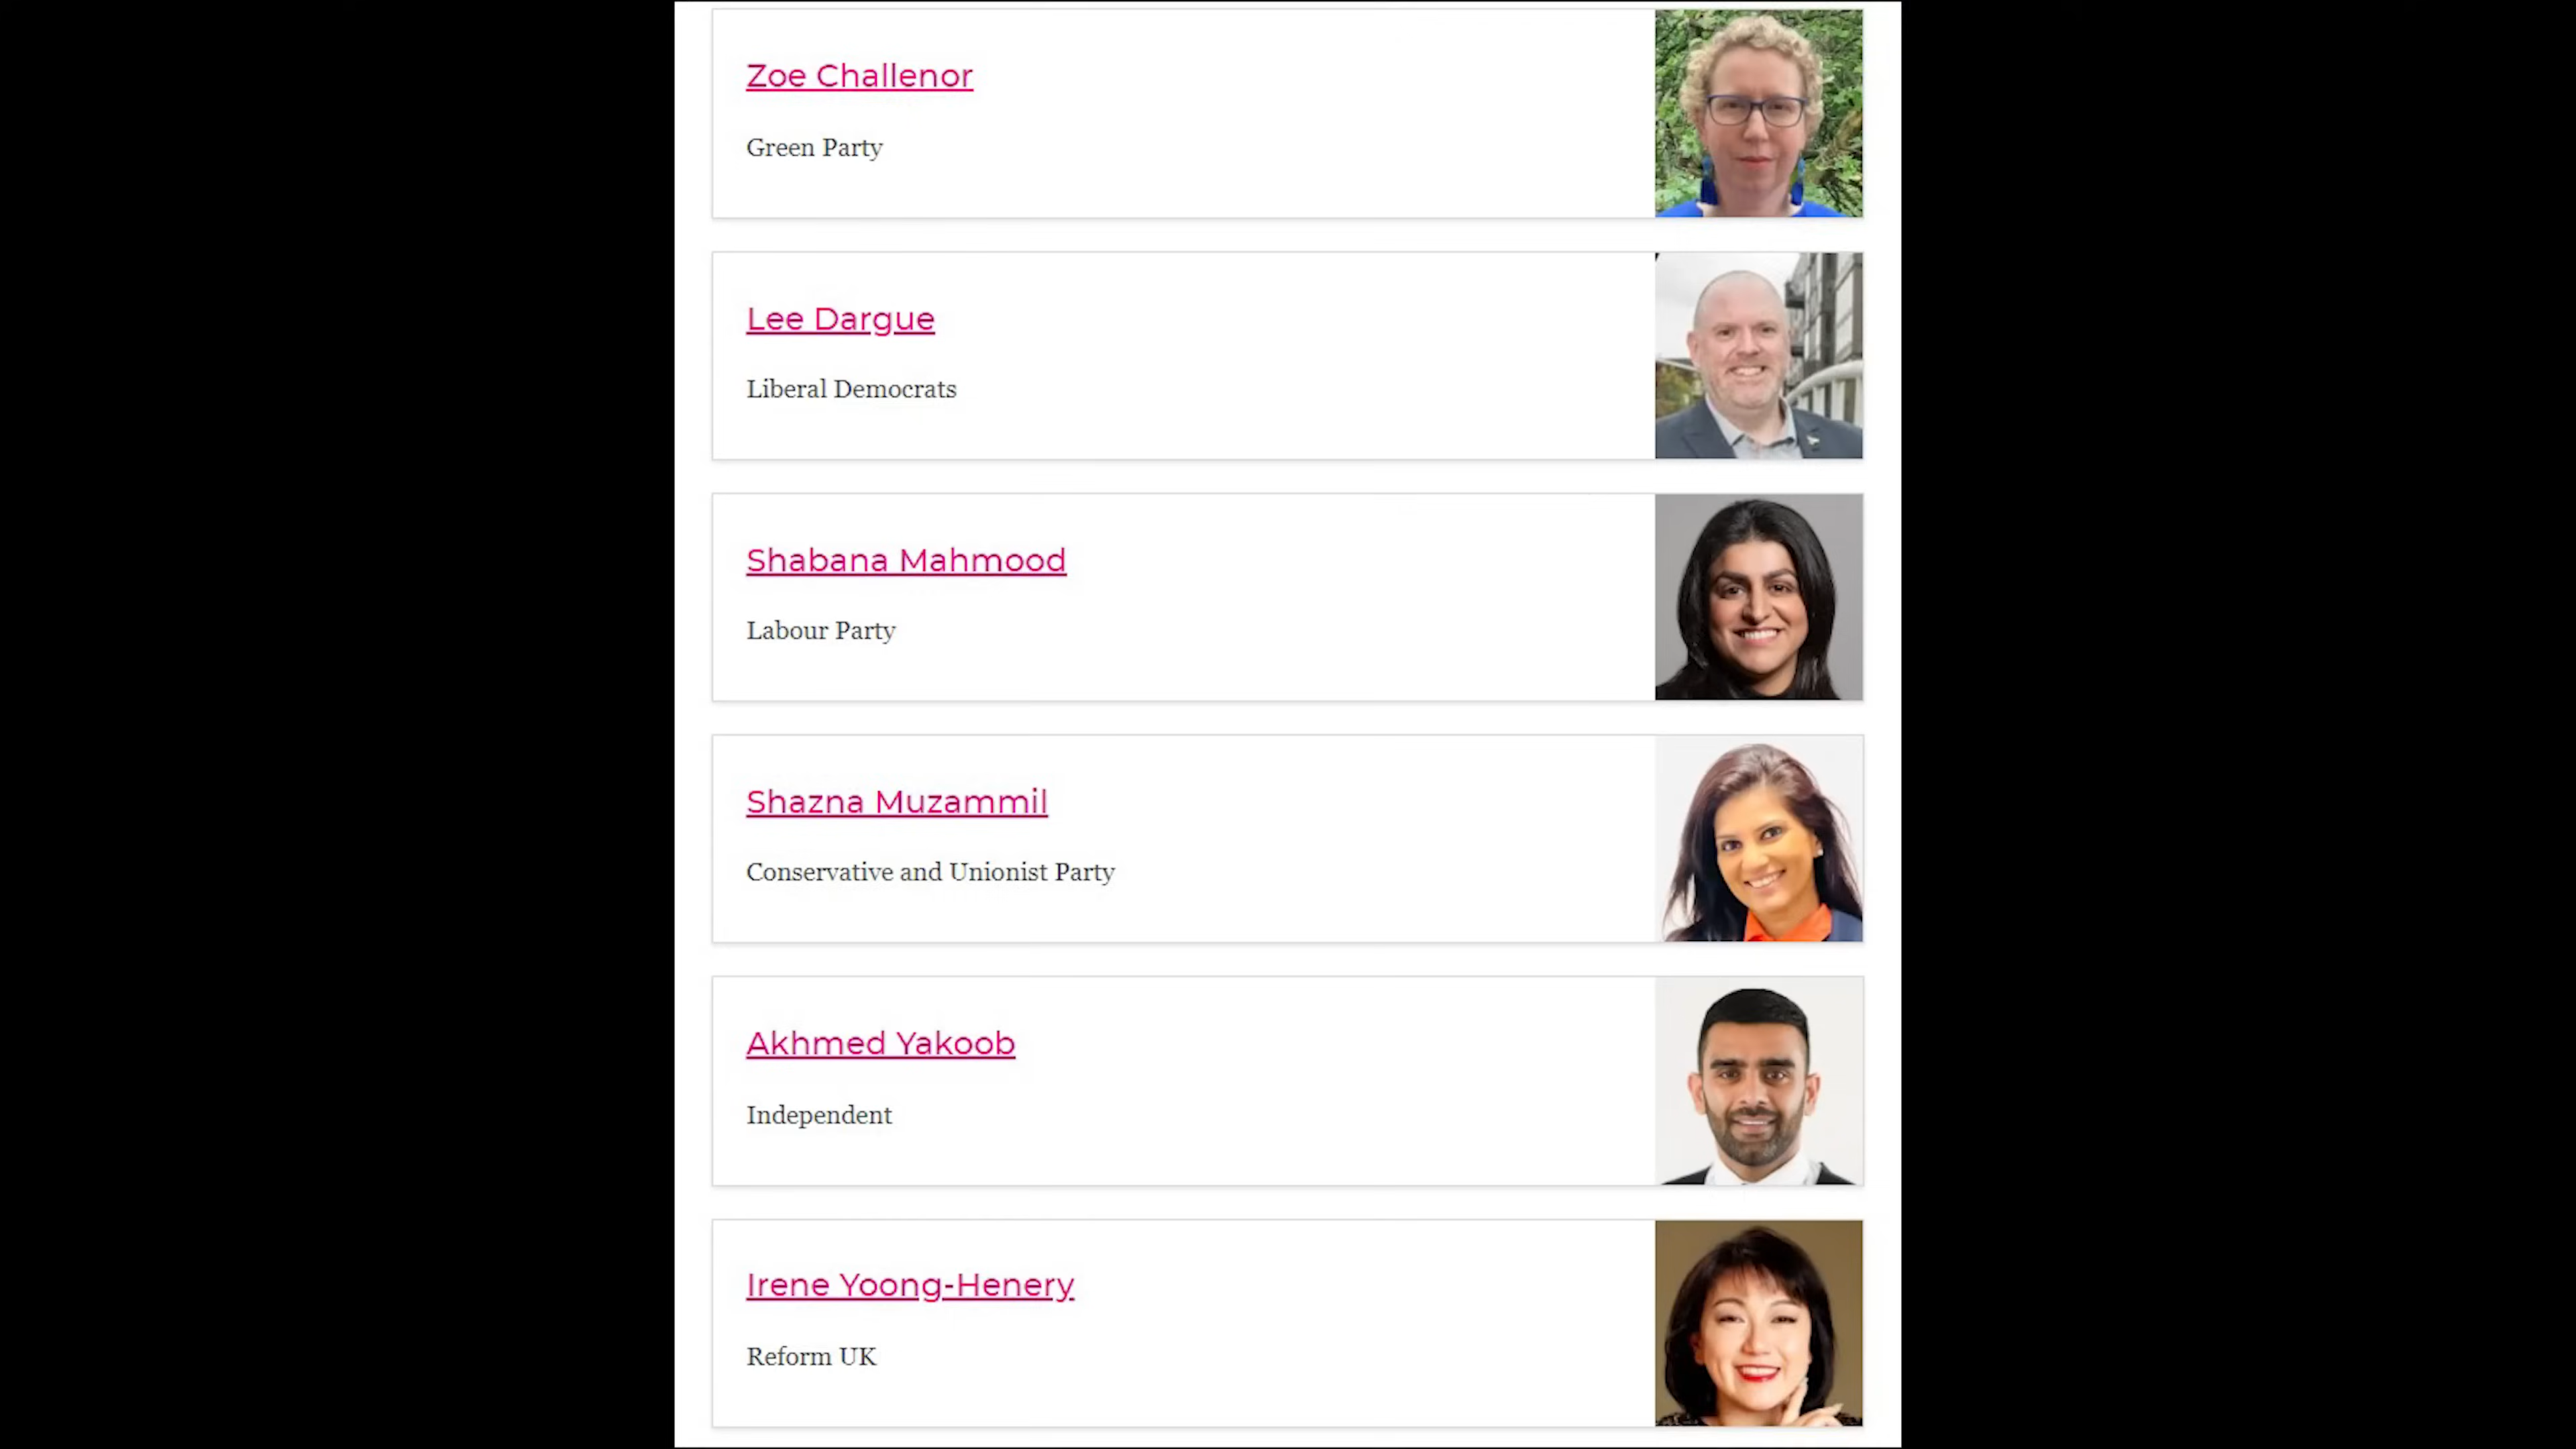 Zoe Challenor
Green Party
Lee Dargue
Liberal Democrats
Shabana Mahmood
Labour Party
Shazna Muzammil
Conservative and Unionist Party
Akhmed Yakoob
Independent
Irene Yoong-Henery
Reform UK